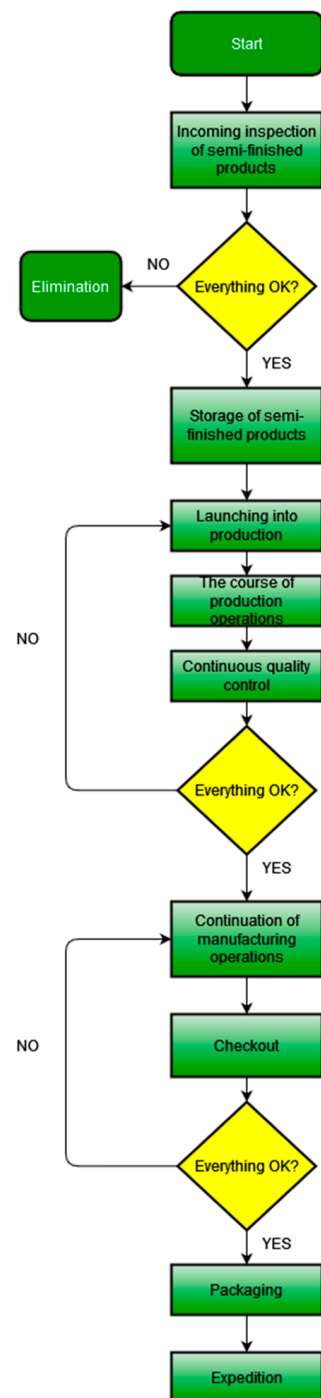 Start
Incoming inspection
of semi-finished
products
NO
Elimination
Everything OK?
YES
Storage of semi-
finished products
Launching into
production
The course of
production
operations
NO
Continuous quality
control
Everything OK?
YES
Continuation of
manufacturing
operations
NO
Checkout
Everything OK?
YES
Packaging
Expedition